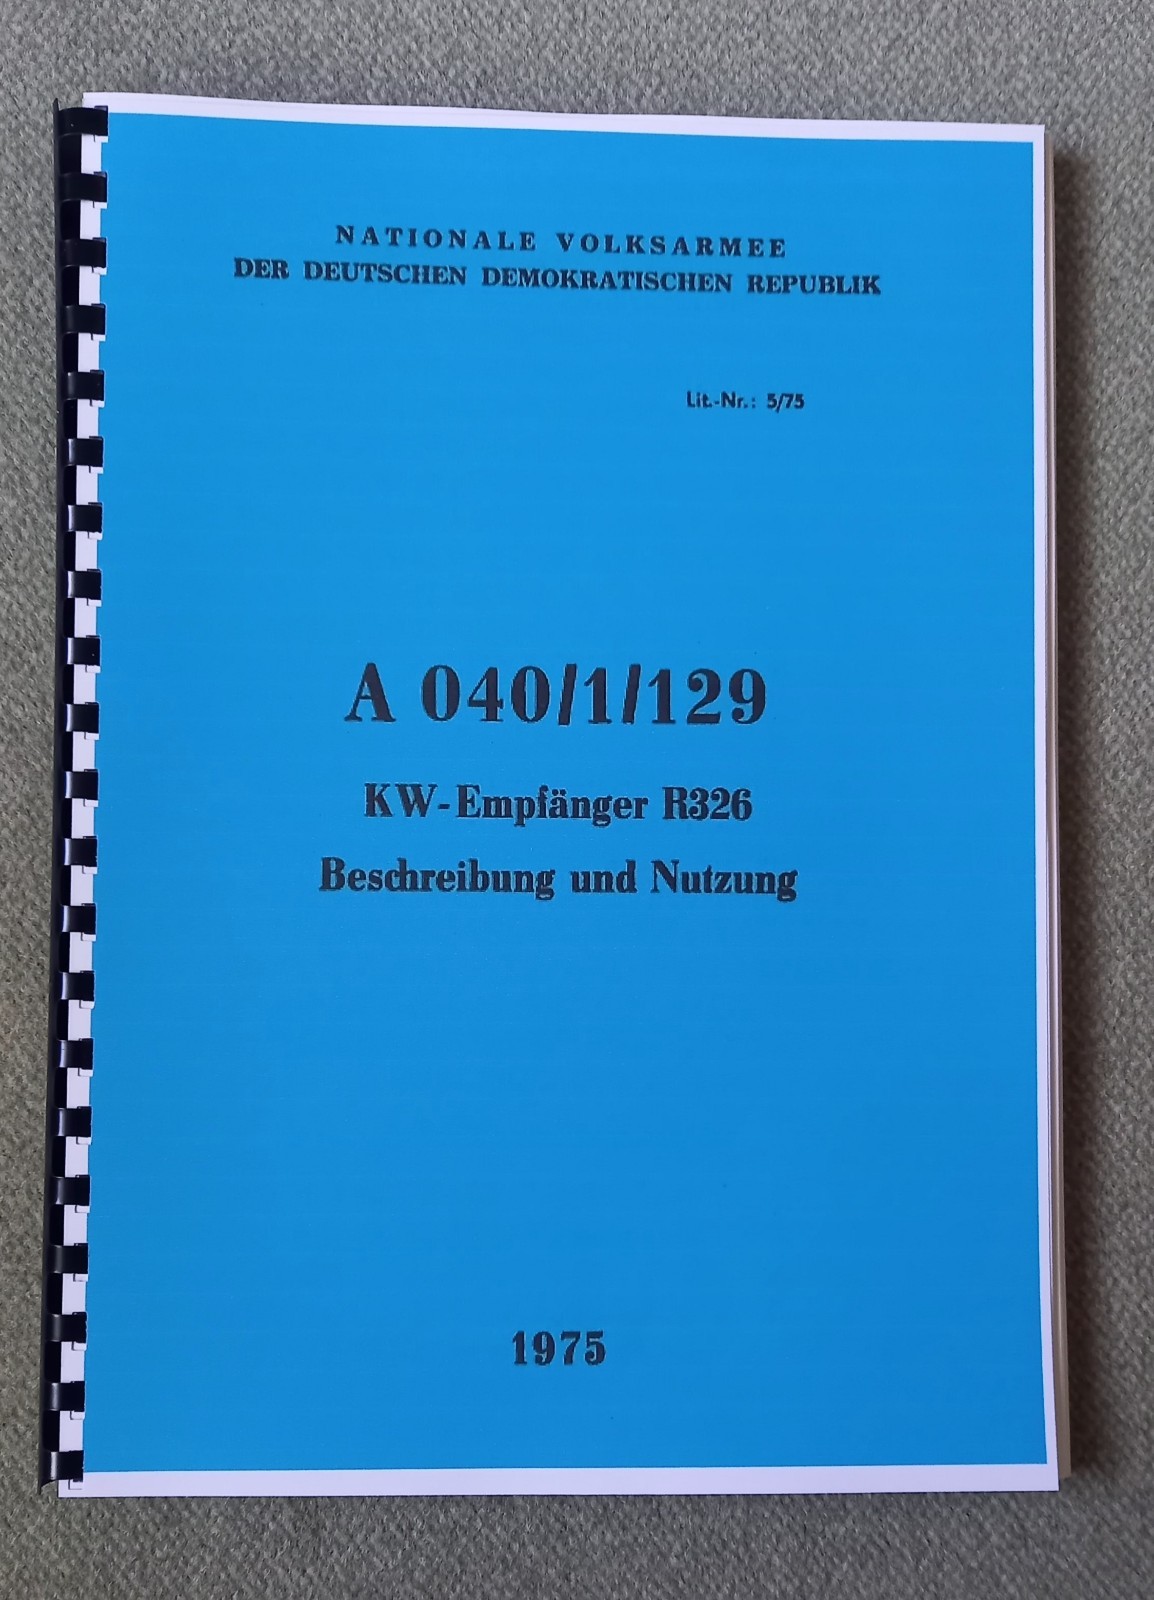 NATIONALE VOLKSARMEE
DER DEUTSCHEN DEMOKRATISCHEN REPUBLIK
Lit.-Nr.: 5/75
A 040/1/129
KW-Empfänger R326
Beschreibung und Nutzung
1975